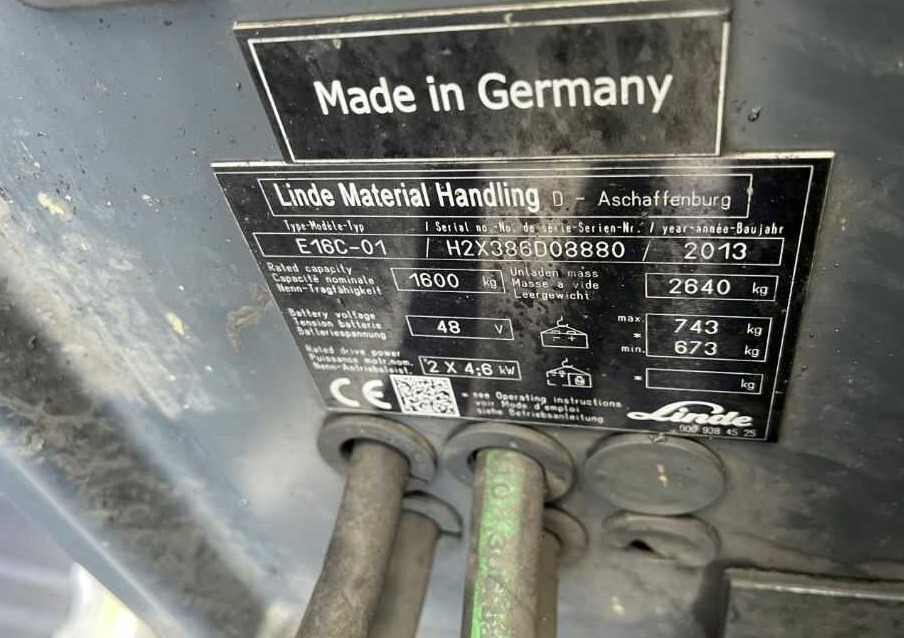 Made in Germany
Linde Material Handling D - Aschaffenburg
Type-Modèle-Typ / Serial no.-No. de série-Serien-Nr. / year-année-Baujahr
E16C-01 / H2X386D08880 / 2013
Rated capacity
Capacité nominale
Nenn-Tragfähigkeit
1600 kg
Unladen mass
Masse a vide
Leergewicht
2640 kg
Battery voltage
Tension batterie
Batteriespannung
48 V
- +
max. 743 kg
*
min. 673 kg
Rated drive power
Puissance motr.nom.
Nenn-Antriebsleist.
2 X 4,6 kW
* kg
CE
* see Operating instructions
voir Mode d'emploi
siehe Betriebsanleitung
Linde
000 938 45 25